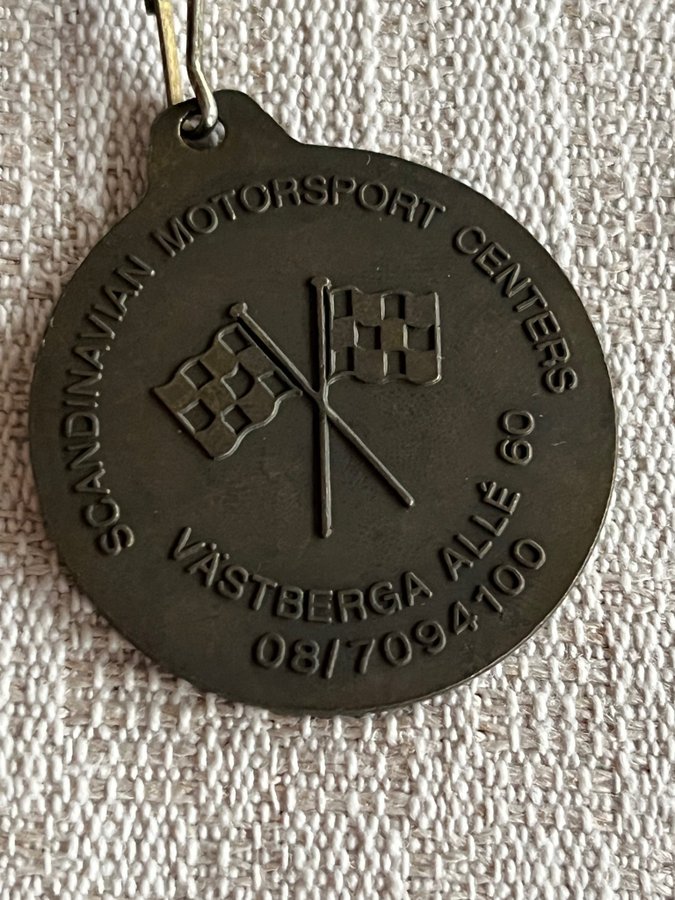 SCANDINAVIAN MOTORSPORT CENTERS
VÄSTBERGA ALLÉ 60
08/7094100